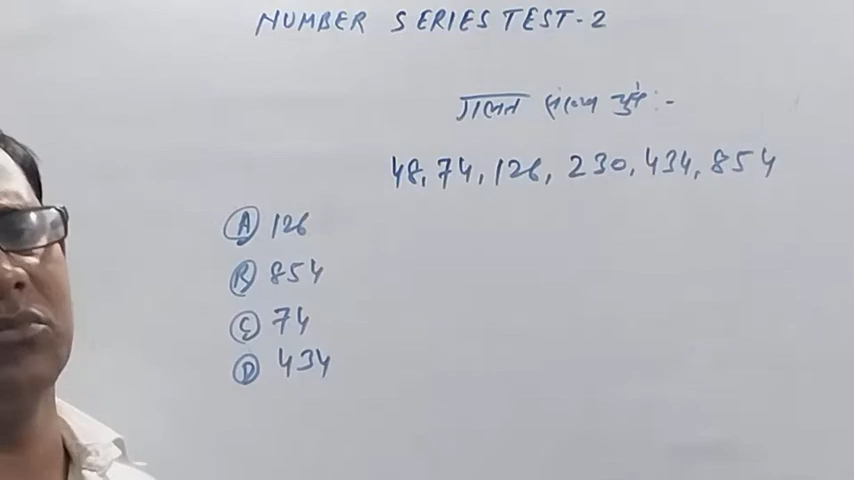 NUMBER SERIES TEST-2
गलत संख्या चुने :-
48, 74, 126, 230, 434, 854
(A) 126
(B) 854
(C) 74
(D) 434